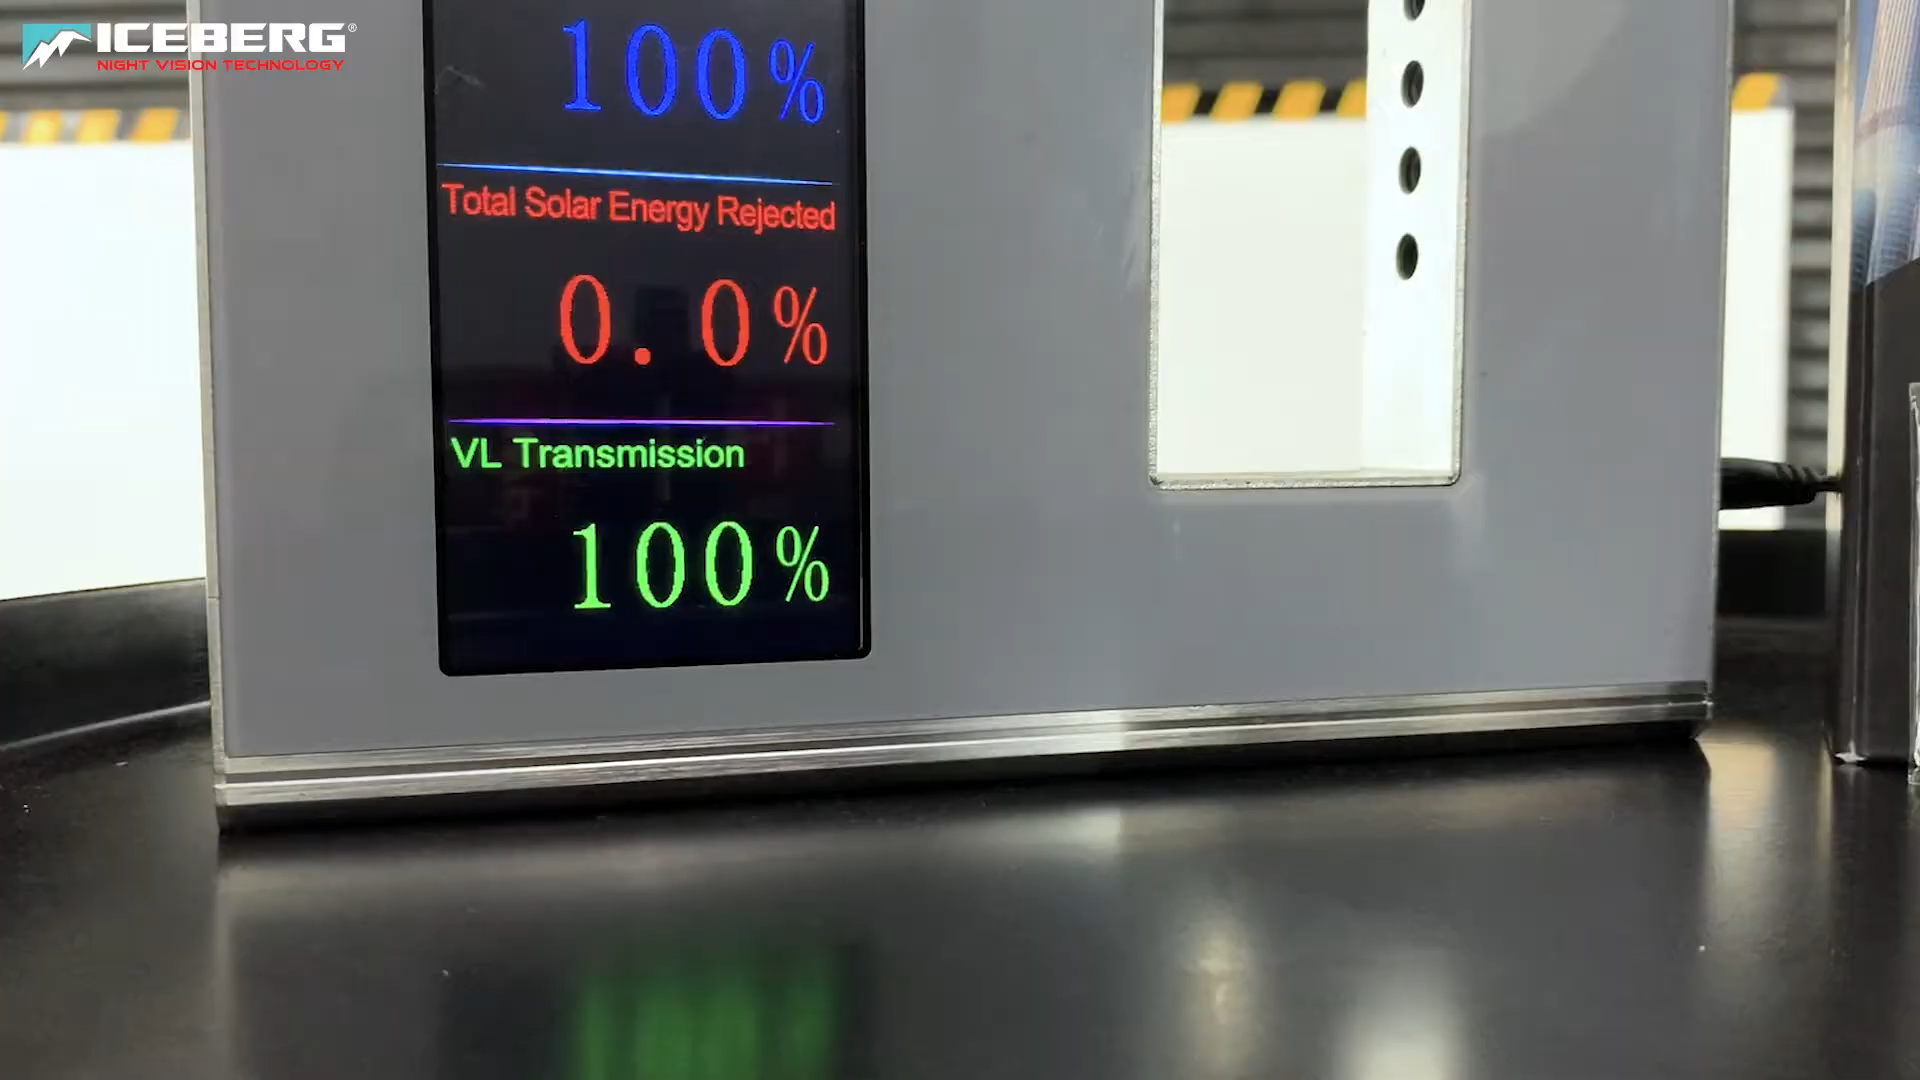 ICEBERG®
NIGHT VISION TECHNOLOGY
100%
Total Solar Energy Rejected
0.0%
VL Transmission
100%